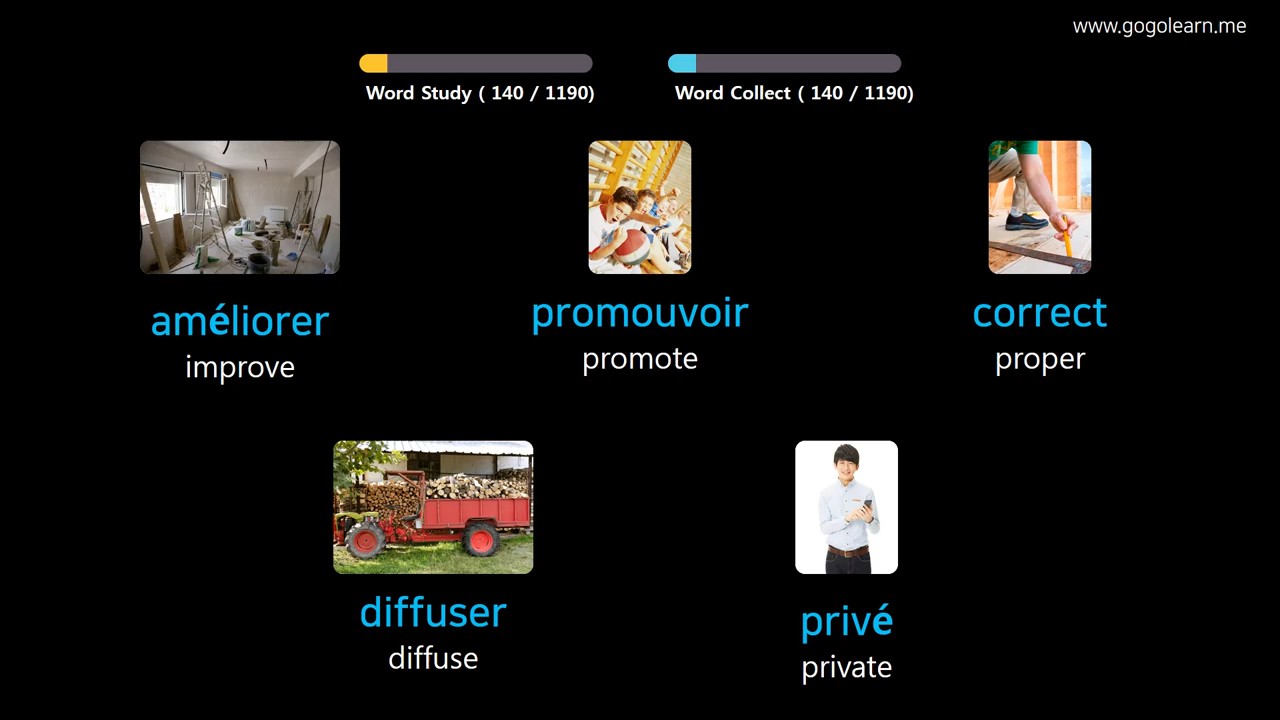 www.gogolearn.me
Word Study ( 140 / 1190)
Word Collect ( 140 / 1190)
améliorer
improve
promouvoir
promote
correct
proper
diffuser
diffuse
privé
private